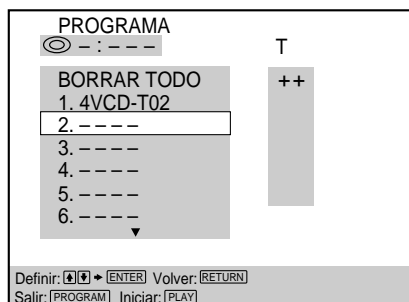 PROGRAMA
– : – – – T
BORRAR TODO ++
1. 4VCD-T02
2. – – – –
3. – – – –
4. – – – –
5. – – – –
6. – – – –
Definir: ENTER Volver: RETURN
Salir: PROGRAM Iniciar: PLAY